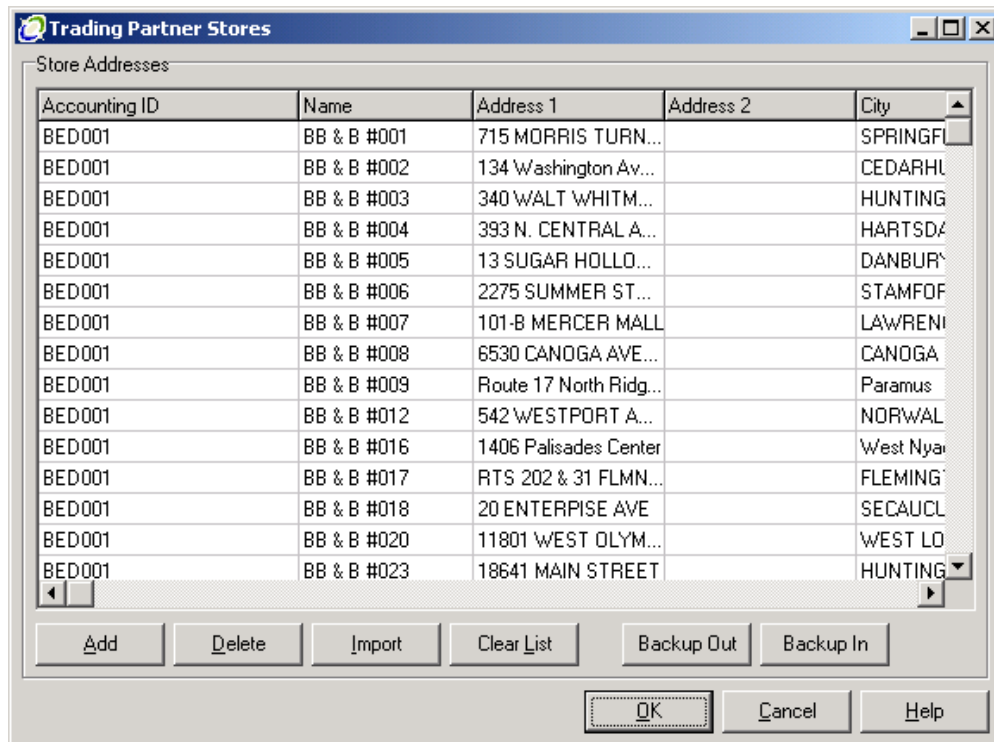 Trading Partner Stores
Store Addresses
Accounting ID Name Address 1 Address 2 City
BED001 BB & B #001 715 MORRIS TURN... SPRINGFI
BED001 BB & B #002 134 Washington Av... CEDARHU
BED001 BB & B #003 340 WALT WHITM... HUNTING
BED001 BB & B #004 393 N. CENTRAL A... HARTSDA
BED001 BB & B #005 13 SUGAR HOLLO... DANBURY
BED001 BB & B #006 2275 SUMMER ST... STAMFOR
BED001 BB & B #007 101-B MERCER MALL LAWREN
BED001 BB & B #008 6530 CANOGA AVE... CANOGA
BED001 BB & B #009 Route 17 North Ridg... Paramus
BED001 BB & B #012 542 WESTPORT A... NORWAL
BED001 BB & B #016 1406 Palisades Center West Nya
BED001 BB & B #017 RTS 202 & 31 FLMN... FLEMING
BED001 BB & B #018 20 ENTERPISE AVE SECAUCU
BED001 BB & B #020 11801 WEST OLYM... WEST LO
BED001 BB & B #023 18641 MAIN STREET HUNTING
Add Delete Import Clear List Backup Out Backup In
OK Cancel Help